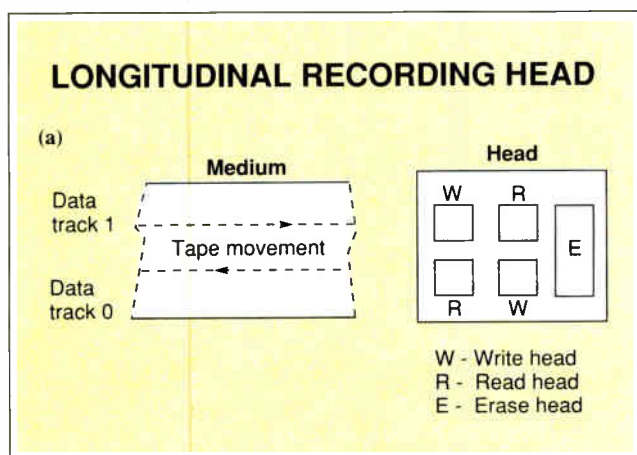 LONGITUDINAL RECORDING HEAD
(a)
Medium
Head
Data
track 1
Tape movement
Data
track 0
W R
E
R W
W - Write head
R - Read head
E - Erase head